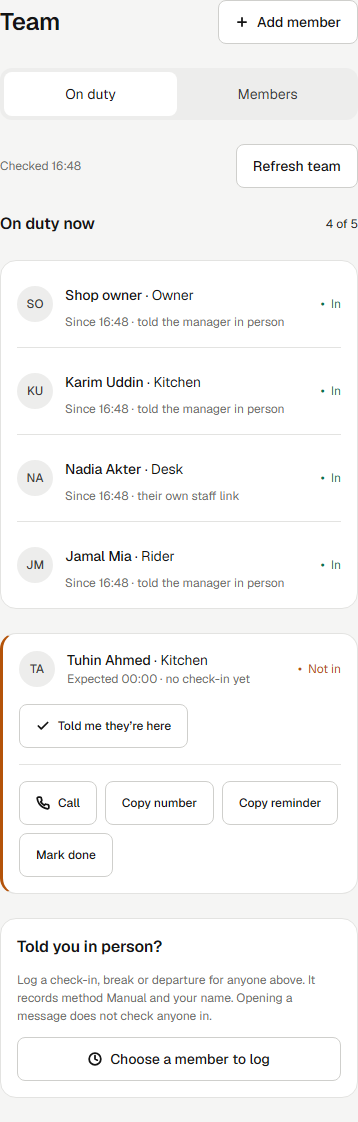 Team
+ Add member
On duty
Members
Checked 16:48
Refresh team
On duty now
4 of 5
SO
Shop owner · Owner
Since 16:48 · told the manager in person
• In
KU
Karim Uddin · Kitchen
Since 16:48 · told the manager in person
• In
NA
Nadia Akter · Desk
Since 16:48 · their own staff link
• In
JM
Jamal Mia · Rider
Since 16:48 · told the manager in person
• In
TA
Tuhin Ahmed · Kitchen
Expected 00:00 · no check-in yet
• Not in
Told me they’re here
Call
Copy number
Copy reminder
Mark done
Told you in person?
Log a check-in, break or departure for anyone above. It
records method Manual and your name. Opening a
message does not check anyone in.
Choose a member to log